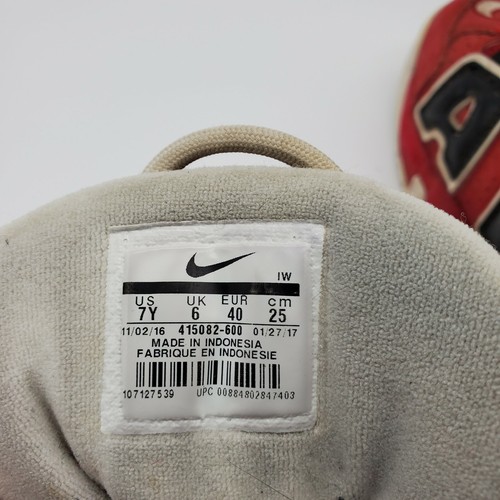 IW
US UK EUR cm
7Y 6 40 25
11/02/16 415082-600 01/27/17
MADE IN INDONESIA
FABRIQUE EN INDONESIE
107127539 UPC 00884802847403